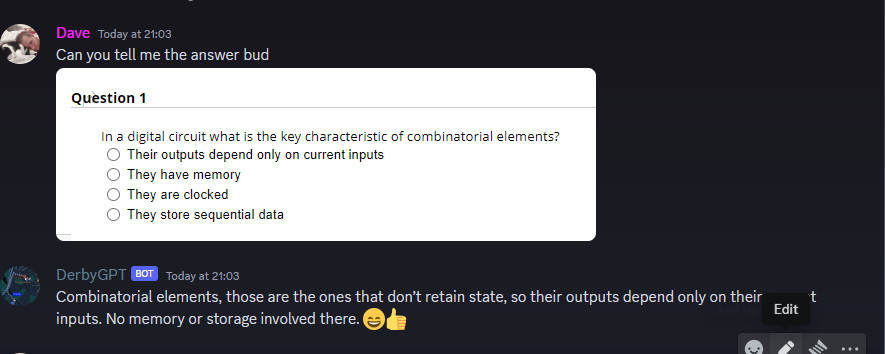 Dave Today at 21:03
Can you tell me the answer bud
Question 1
In a digital circuit what is the key characteristic of combinatorial elements?
Their outputs depend only on current inputs
They have memory
They are clocked
They store sequential data
DerbyGPT BOT Today at 21:03
Combinatorial elements, those are the ones that don't retain state, so their outputs depend only on their
inputs. No memory or storage involved there. 😄👍
Edit